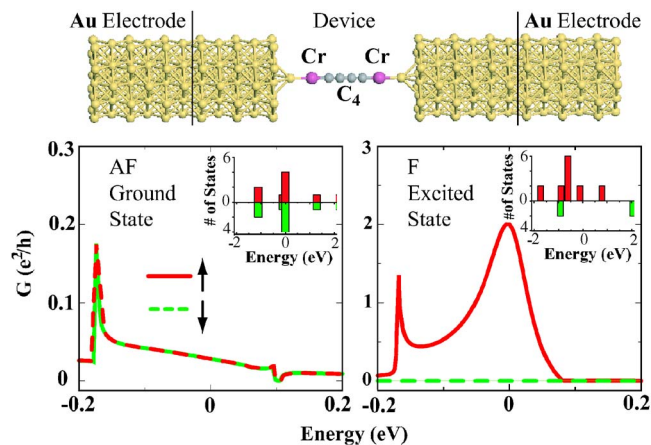 Au Electrode Device Au Electrode
Cr Cr
C4
0.3
0.2
0.1
0
-0.2 0 0.2
G (e²/h)
AF
Ground
State
6
0
4
-2 0 2
# of States
Energy (eV)
3
2
1
0
-0.2 0 0.2
F
Excited
State
6
0
4
-2 0 2
#of States
Energy (eV)
Energy (eV)